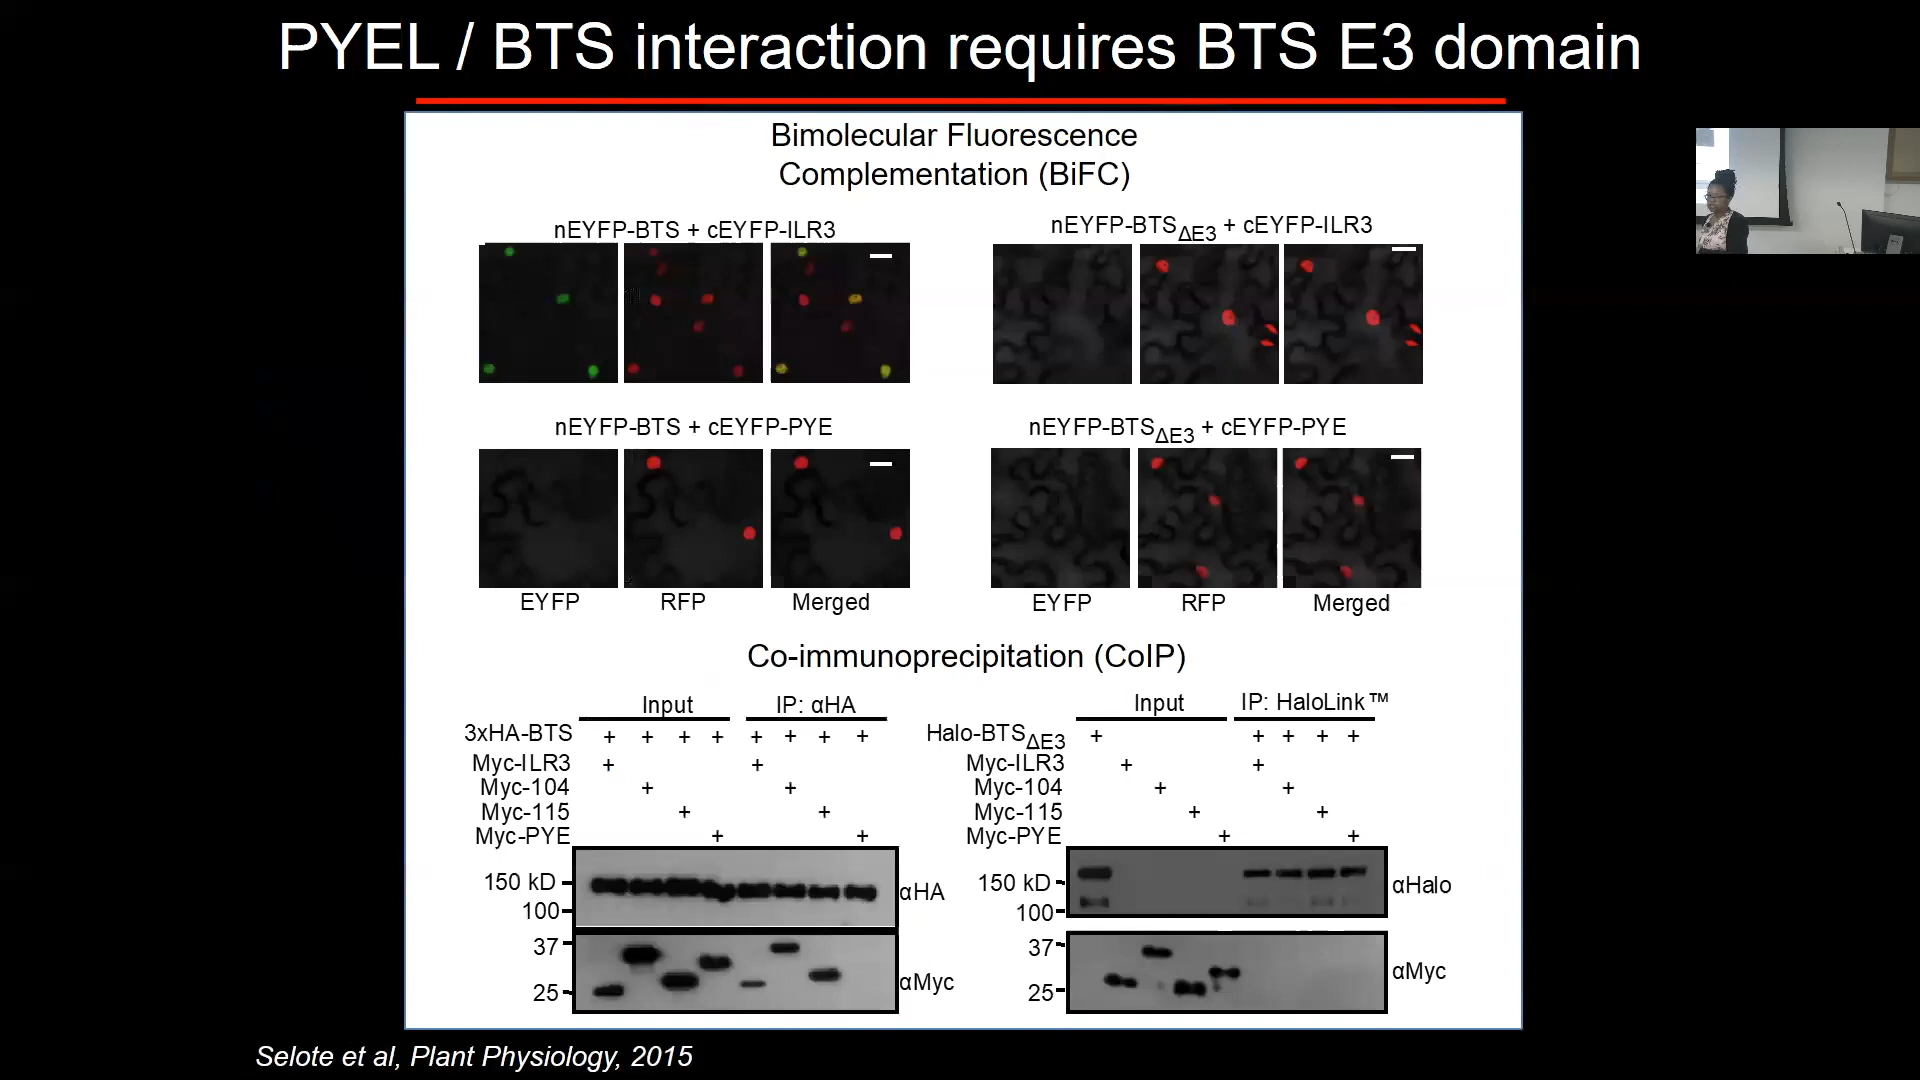 PYEL / BTS interaction requires BTS E3 domain
Bimolecular Fluorescence
Complementation (BiFC)
nEYFP-BTS + cEYFP-ILR3
nEYFP-BTSΔE3 + cEYFP-ILR3
nEYFP-BTS + cEYFP-PYE
nEYFP-BTSΔE3 + cEYFP-PYE
EYFP RFP Merged
EYFP RFP Merged
Co-immunoprecipitation (CoIP)
Input IP: αHA
3xHA-BTS + + + + + + + +
Myc-ILR3 + +
Myc-104 + +
Myc-115 + +
Myc-PYE + +
150 kD
100
αHA
37
25
αMyc
Input IP: HaloLink™
Halo-BTSΔE3 + + + + +
Myc-ILR3 + +
Myc-104 + +
Myc-115 + +
Myc-PYE + +
150 kD
100
αHalo
37
25
αMyc
Selote et al, Plant Physiology, 2015